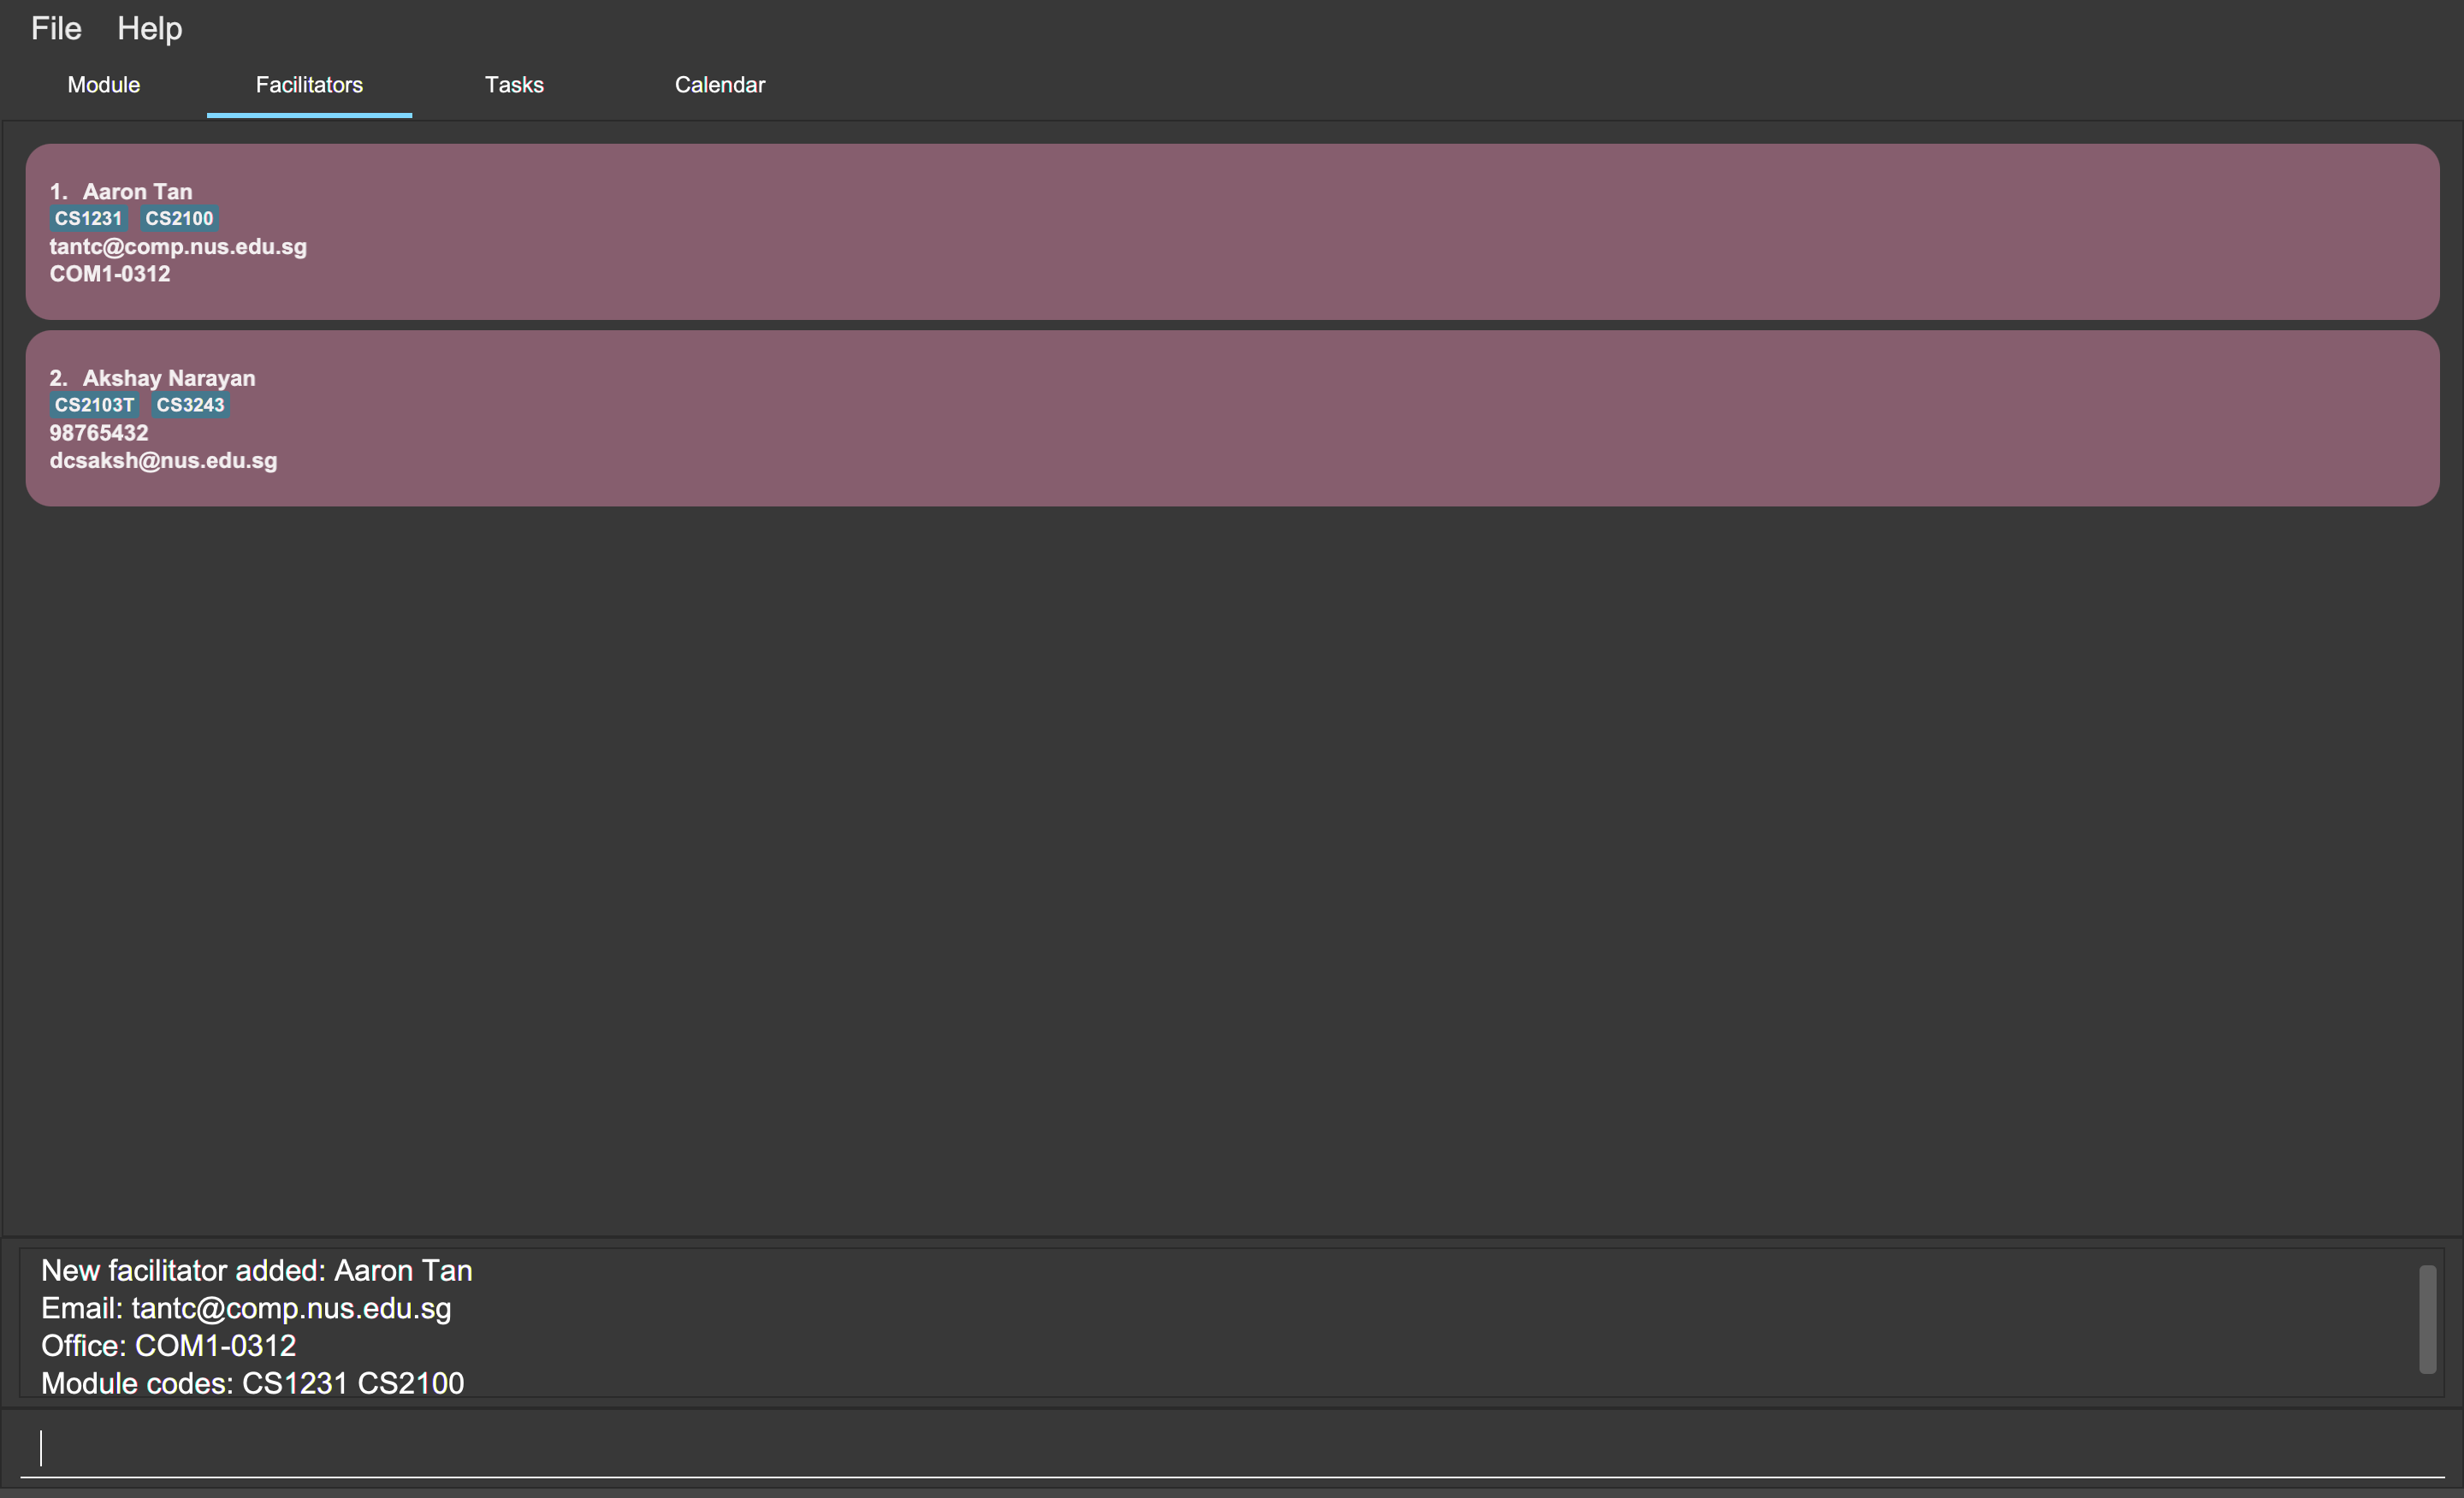 File Help
Module Facilitators Tasks Calendar
1. Aaron Tan
CS1231 CS2100
tantc@comp.nus.edu.sg
COM1-0312
2. Akshay Narayan
CS2103T CS3243
98765432
dcsaksh@nus.edu.sg
New facilitator added: Aaron Tan
Email: tantc@comp.nus.edu.sg
Office: COM1-0312
Module codes: CS1231 CS2100